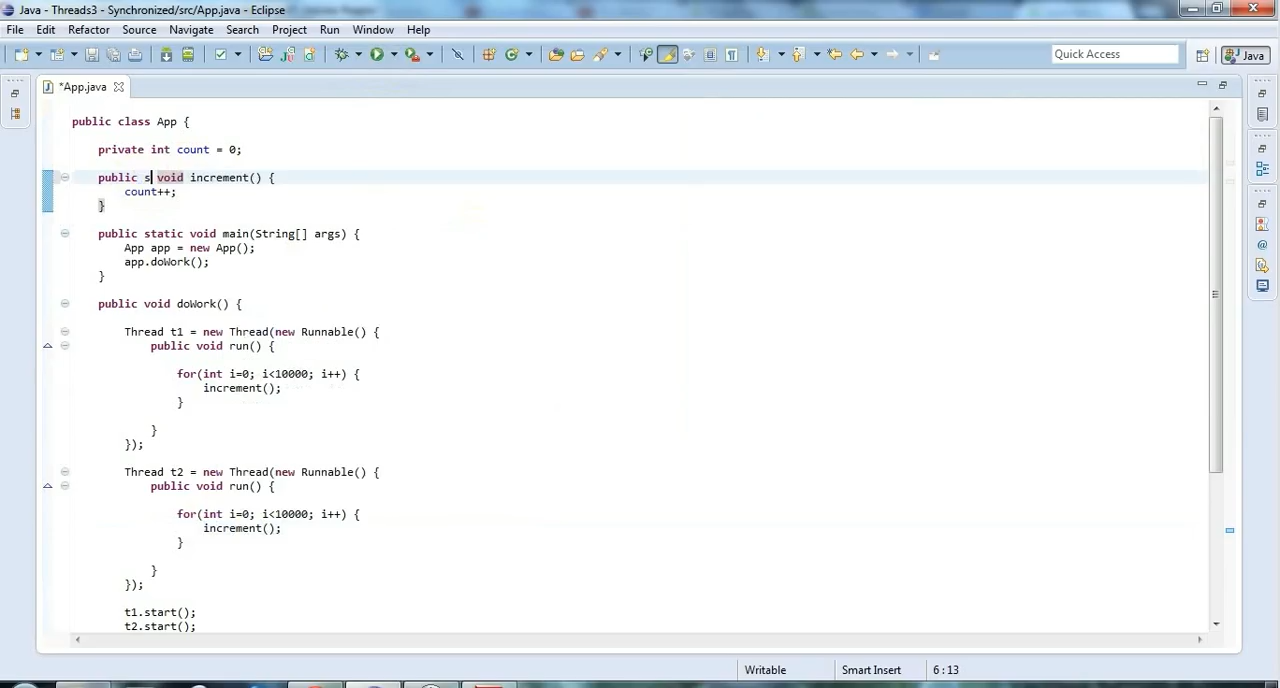 Java - Threads3 - Synchronized/src/App.java - Eclipse
File Edit Refactor Source Navigate Search Project Run Window Help
Quick Access
Java
*App.java
public class App {
private int count = 0;
public s void increment() {
count++;
}
public static void main(String[] args) {
App app = new App();
app.doWork();
}
public void doWork() {
Thread t1 = new Thread(new Runnable() {
public void run() {
for(int i=0; i<10000; i++) {
increment();
}
}
});
Thread t2 = new Thread(new Runnable() {
public void run() {
for(int i=0; i<10000; i++) {
increment();
}
}
});
t1.start();
t2.start();
Writable Smart Insert 6 : 13